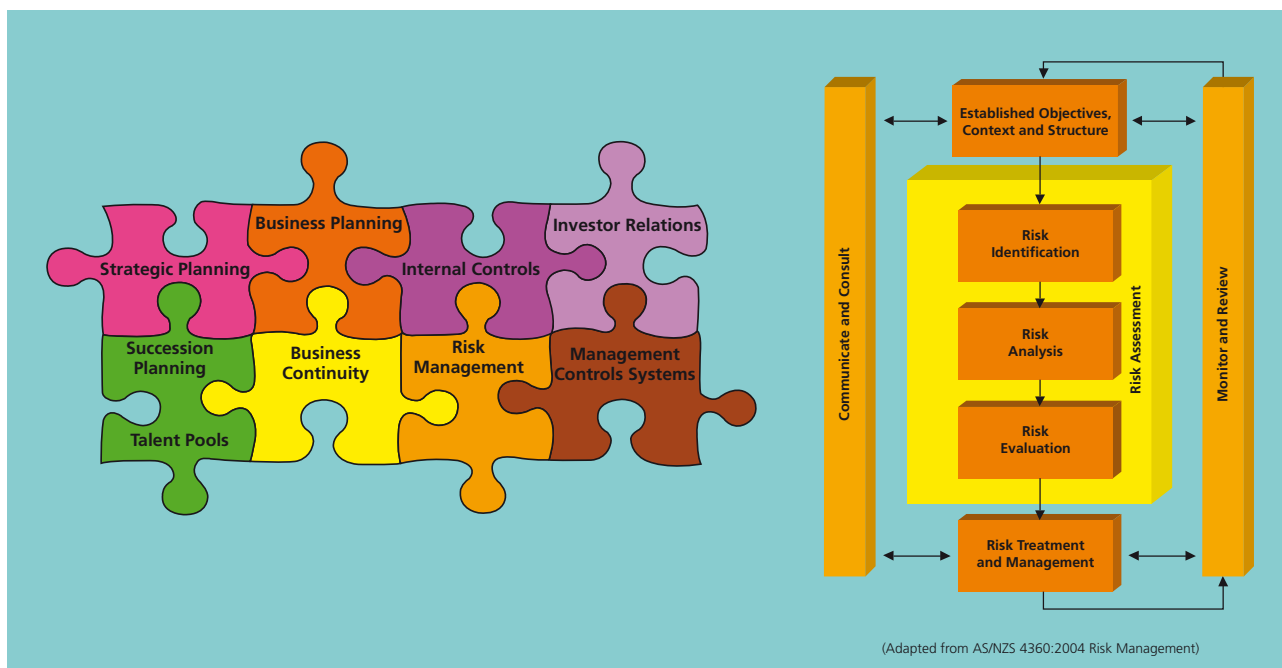 Business Planning
Investor Relations
Strategic Planning
Internal Controls
Succession
Planning
Business
Continuity
Risk
Management
Management
Controls Systems
Talent Pools
Communicate and Consult
Established Objectives,
Context and Structure
Risk
Identification
Risk
Analysis
Risk
Evaluation
Risk Assessment
Risk Treatment
and Management
Monitor and Review
(Adapted from AS/NZS 4360:2004 Risk Management)